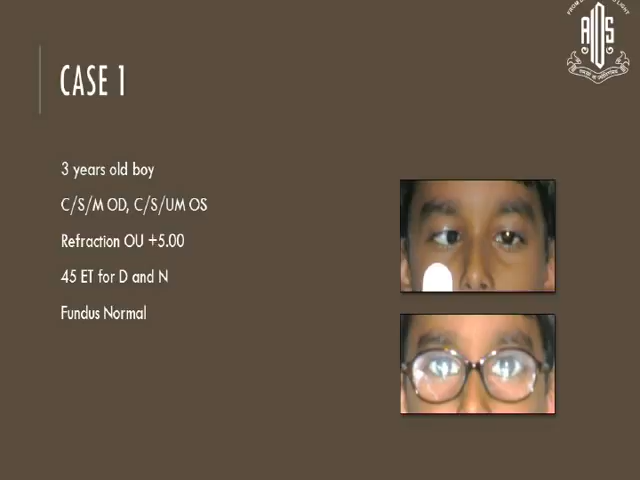 CASE 1
3 years old boy
C/S/M OD, C/S/UM OS
Refraction OU +5.00
45 ET for D and N
Fundus Normal
AIOS